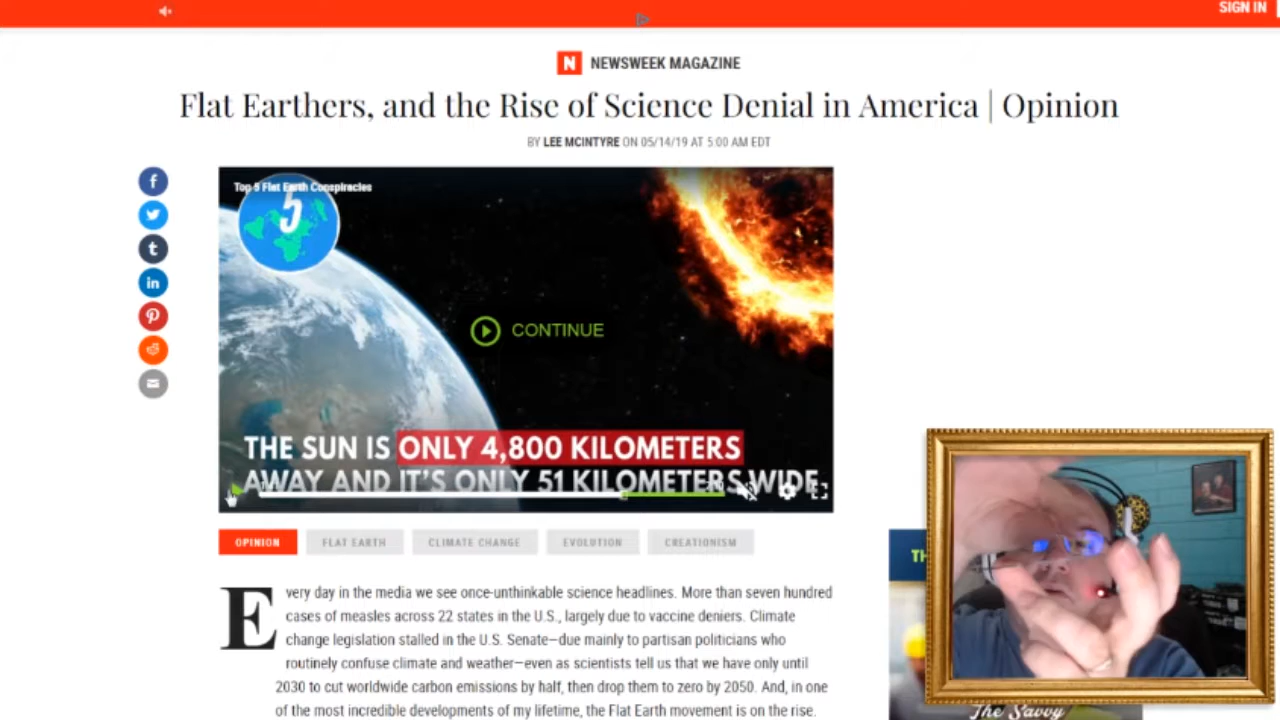 SIGN IN
N NEWSWEEK MAGAZINE
Flat Earthers, and the Rise of Science Denial in America | Opinion
BY LEE MCINTYRE ON 05/14/19 AT 5:00 AM EDT
Top 5 Flat Earth Conspiracies
5
CONTINUE
THE SUN IS ONLY 4,800 KILOMETERS
AWAY AND IT'S ONLY 51 KILOMETERS WIDE
OPINION FLAT EARTH CLIMATE CHANGE EVOLUTION CREATIONISM
Every day in the media we see once-unthinkable science headlines. More than seven hundred
cases of measles across 22 states in the U.S., largely due to vaccine deniers. Climate
change legislation stalled in the U.S. Senate—due mainly to partisan politicians who
routinely confuse climate and weather—even as scientists tell us that we have only until
2030 to cut worldwide carbon emissions by half, then drop them to zero by 2050. And, in one
of the most incredible developments of my lifetime, the Flat Earth movement is on the rise.
The Savvy